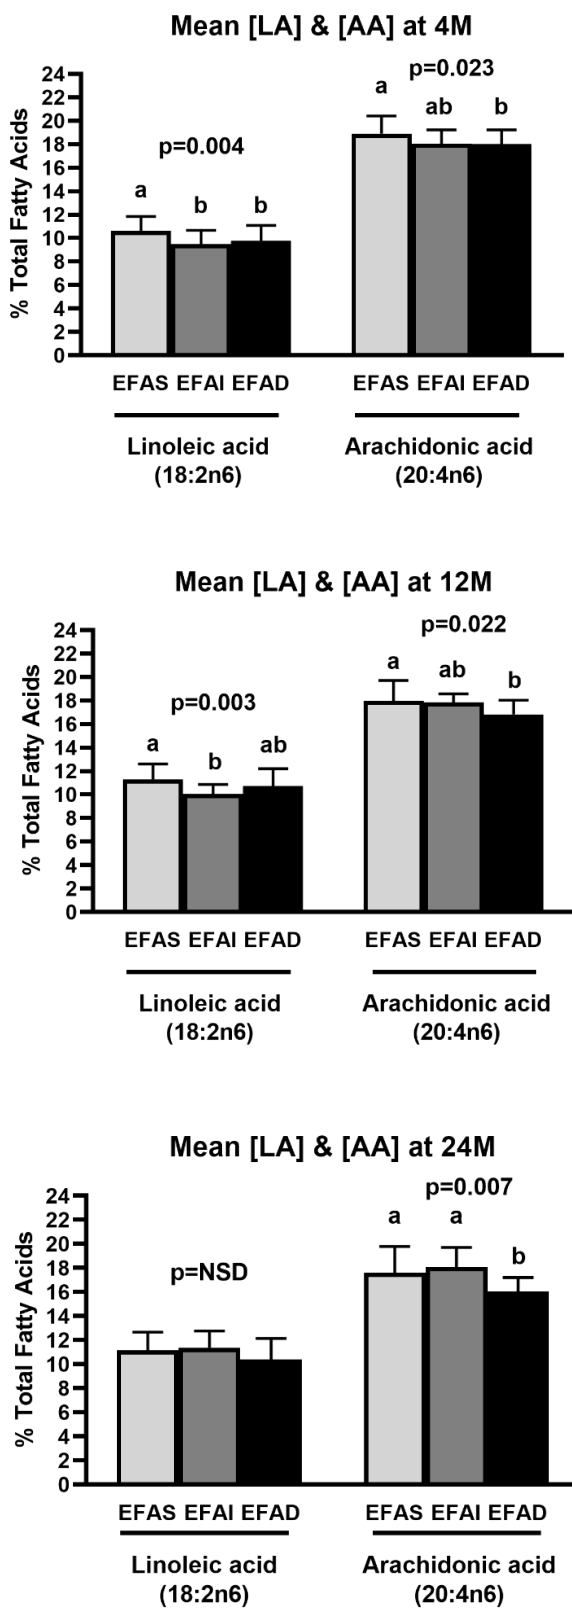 Mean [LA] & [AA] at 4M
% Total Fatty Acids
24
22
20
18
16
14
12
10
8
6
4
2
0
p=0.004
p=0.023
a b b a ab b
EFAS EFAI EFAD EFAS EFAI EFAD
Linoleic acid Arachidonic acid
(18:2n6) (20:4n6)
Mean [LA] & [AA] at 12M
% Total Fatty Acids
24
22
20
18
16
14
12
10
8
6
4
2
0
p=0.003
p=0.022
a b ab a ab b
EFAS EFAI EFAD EFAS EFAI EFAD
Linoleic acid Arachidonic acid
(18:2n6) (20:4n6)
Mean [LA] & [AA] at 24M
% Total Fatty Acids
24
22
20
18
16
14
12
10
8
6
4
2
0
p=NSD
p=0.007
a a b
EFAS EFAI EFAD EFAS EFAI EFAD
Linoleic acid Arachidonic acid
(18:2n6) (20:4n6)